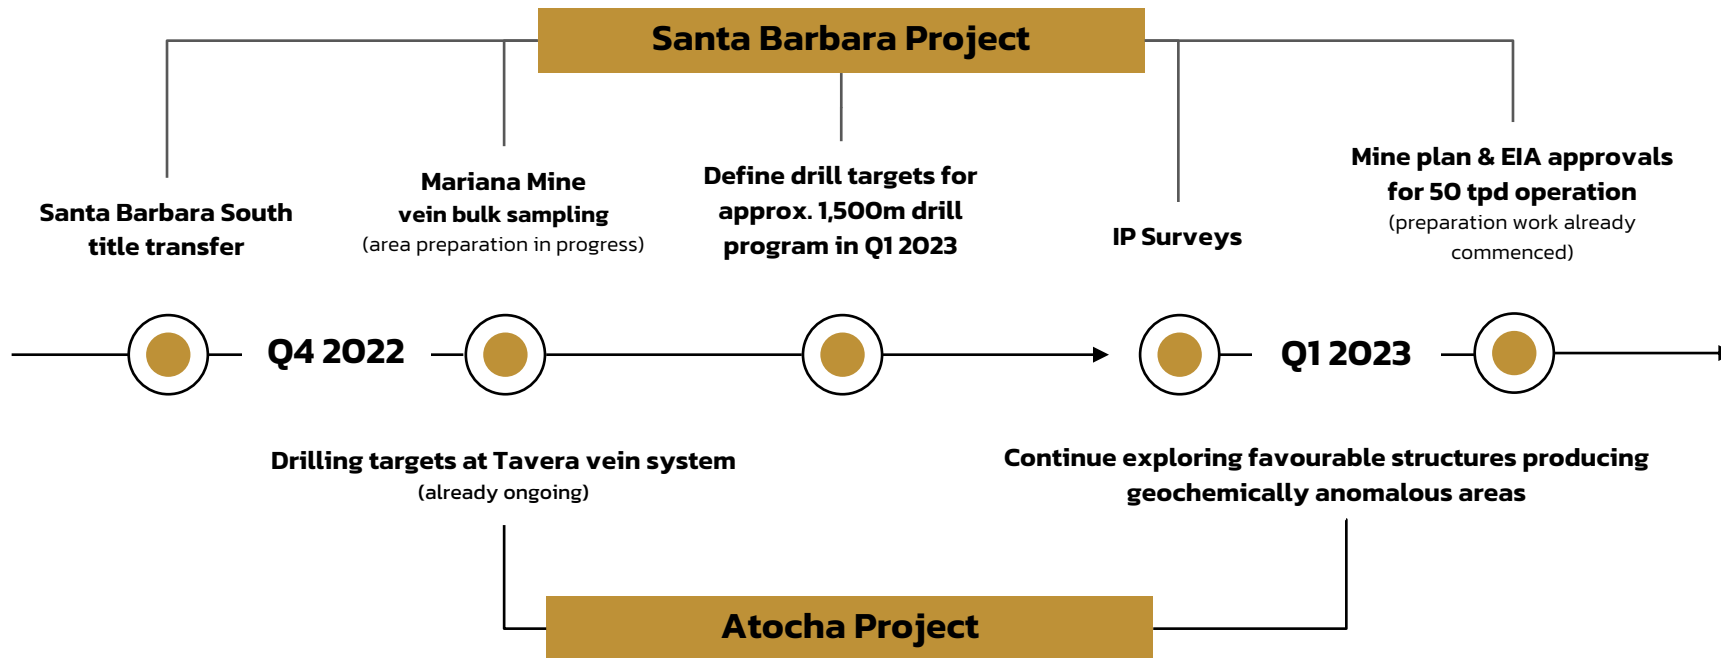 Santa Barbara Project
Santa Barbara South
title transfer
Mariana Mine
vein bulk sampling
(area preparation in progress)
Define drill targets for
approx. 1,500m drill
program in Q1 2023
IP Surveys
Mine plan & EIA approvals
for 50 tpd operation
(preparation work already
commenced)
Q4 2022
Q1 2023
Drilling targets at Tavera vein system
(already ongoing)
Continue exploring favourable structures producing
geochemically anomalous areas
Atocha Project